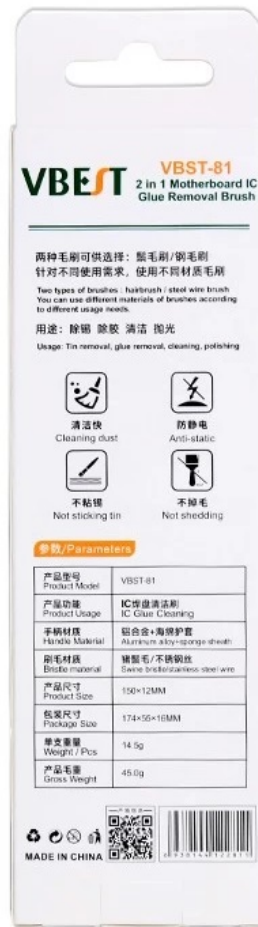 VBEST
VBST-81
2 in 1 Motherboard IC
Glue Removal Brush
两种毛刷可供选择：鬃毛刷/钢毛刷
针对不同使用需求，使用不同材质毛刷
Two types of brushes : hairbrush / steel wire brush
You can use different materials of brushes according
to different usage needs.
用途：除锡 除胶 清洁 抛光
Usage: Tin removal, glue removal, cleaning, polishing
清洁快
Cleaning dust
防静电
Anti-static
不粘锡
Not sticking tin
不掉毛
Not shedding
参数/Parameters
产品型号
Product Model
VBST-81
产品功能
Product Usage
IC焊盘清洁刷
IC Glue Cleaning
手柄材质
Handle Material
铝合金+海绵护套
Aluminum alloy+sponge sheath
刷毛材质
Bristle material
猪鬃毛/不锈钢丝
Swine bristle/stainless steel wire
产品尺寸
Product Size
150×12MM
包装尺寸
Package Size
174×56×16MM
单支重量
Weight / Pcs
14.5g
产品毛重
Gross Weight
45.0g
MADE IN CHINA